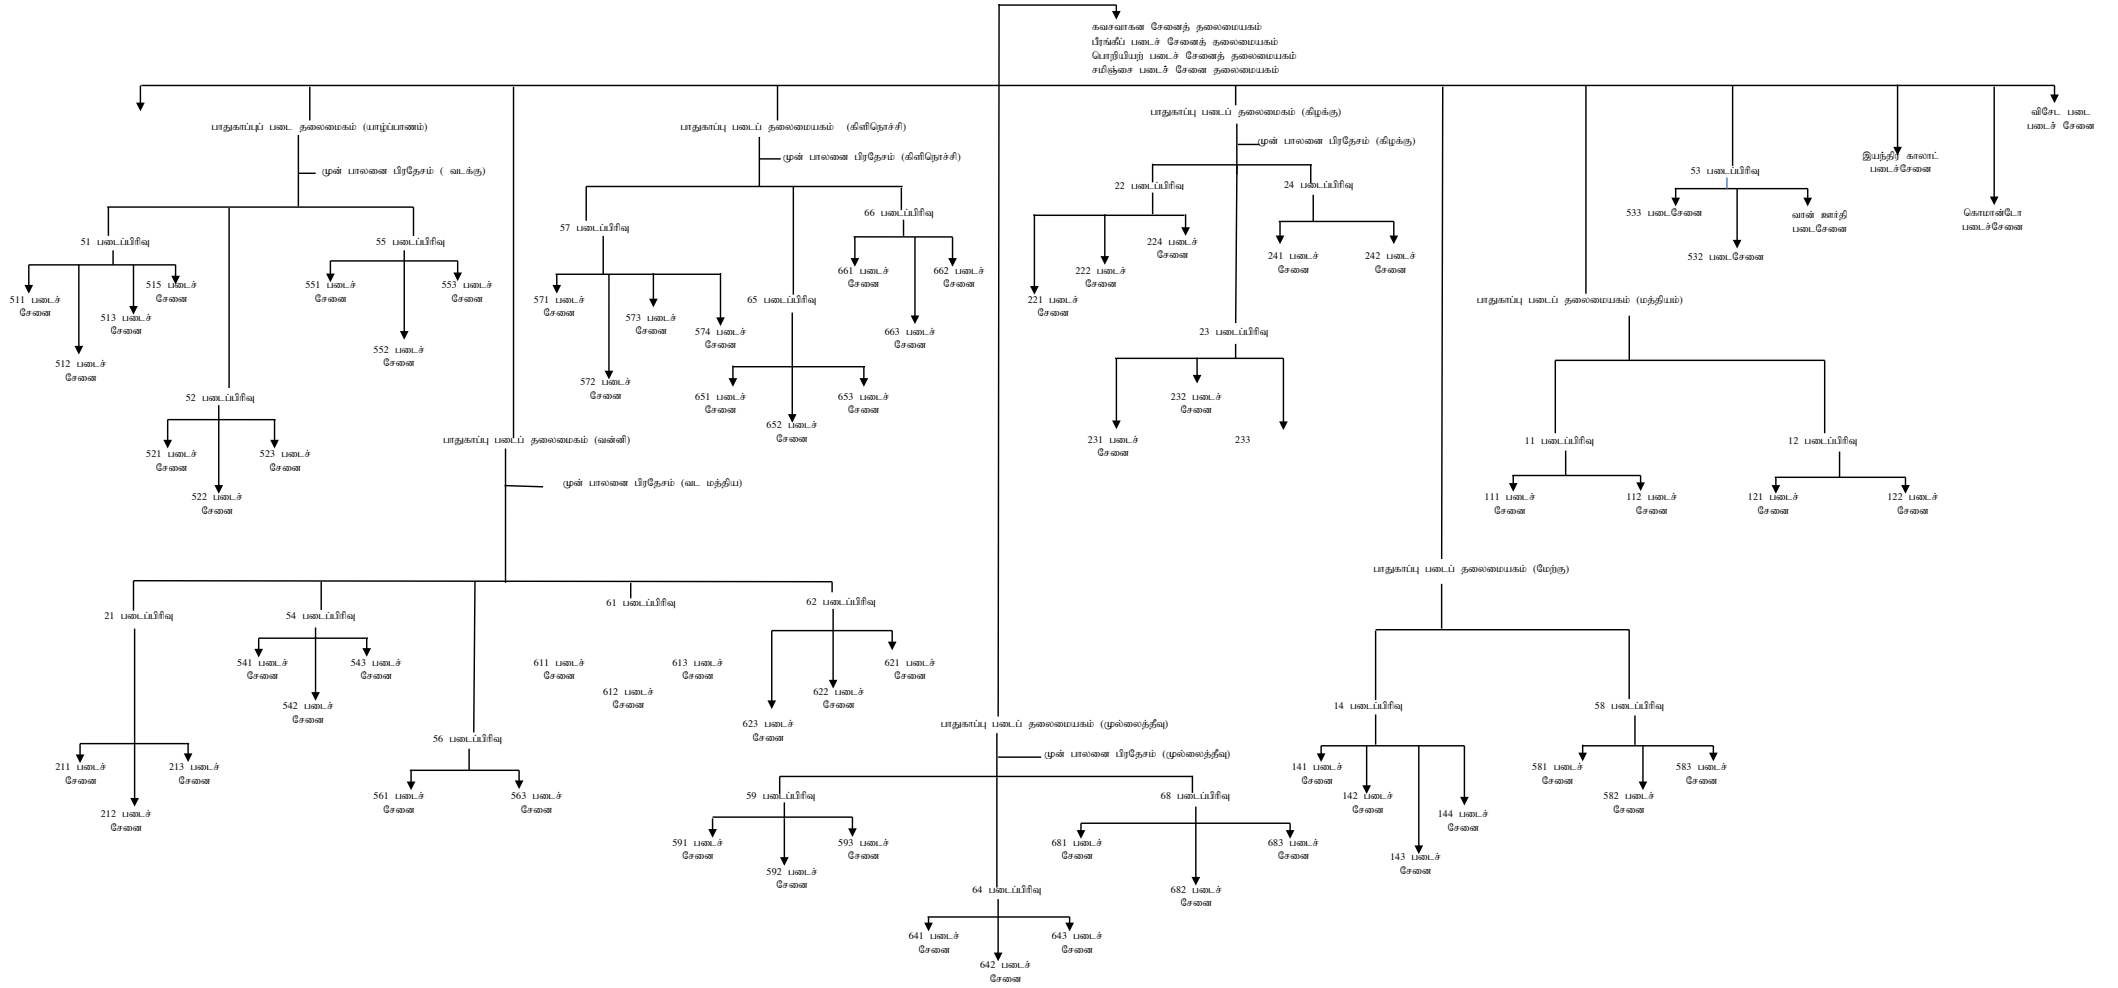 கவசவாகன சேனைத் தலைமையகம்
பீரங்கீப் படைச் சேனைத் தலைமையகம்
பொறியியற் படைச் சேனைத் தலைமையகம்
சமிஞ்சை படைச் சேனை தலைமையகம்
பாதுகாப்புப் படை தலைமைகம் (யாழ்ப்பாணம்)
முன் பாலனை பிரதேசம் ( வடக்கு)
51 படைப்பிரிவு
511 படைச்
சேனை
512 படைச்
சேனை
513 படைச்
சேனை
515 படைச்
சேனை
52 படைப்பிரிவு
521 படைச்
சேனை
522 படைச்
சேனை
523 படைச்
சேனை
55 படைப்பிரிவு
551 படைச்
சேனை
552 படைச்
சேனை
553 படைச்
சேனை
பாதுகாப்பு படைப் தலைமைகம் (வன்னி)
முன் பாலனை பிரதேசம் (வட மத்திய)
21 படைப்பிரிவு
211 படைச்
சேனை
212 படைச்
சேனை
213 படைச்
சேனை
54 படைப்பிரிவு
541 படைச்
சேனை
542 படைச்
சேனை
543 படைச்
சேனை
56 படைப்பிரிவு
561 படைச்
சேனை
563 படைச்
சேனை
61 படைப்பிரிவு
611 படைச்
சேனை
612 படைச்
சேனை
613 படைச்
சேனை
62 படைப்பிரிவு
623 படைச்
சேனை
622 படைச்
சேனை
621 படைச்
சேனை
பாதுகாப்பு படைப் தலைமையகம் (கிளிநொச்சி)
முன் பாலனை பிரதேசம் (கிளிநொச்சி)
57 படைப்பிரிவு
571 படைச்
சேனை
572 படைச்
சேனை
573 படைச்
சேனை
574 படைச்
சேனை
65 படைப்பிரிவு
651 படைச்
சேனை
652 படைச்
சேனை
653 படைச்
சேனை
66 படைப்பிரிவு
661 படைச்
சேனை
663 படைச்
சேனை
662 படைச்
சேனை
பாதுகாப்பு படைப் தலைமையகம் (முல்லைத்தீவு)
முன் பாலனை பிரதேசம் (முல்லைத்தீவு)
59 படைப்பிரிவு
591 படைச்
சேனை
592 படைச்
சேனை
593 படைச்
சேனை
64 படைப்பிரிவு
641 படைச்
சேனை
642 படைச்
சேனை
643 படைச்
சேனை
68 படைப்பிரிவு
681 படைச்
சேனை
682 படைச்
சேனை
683 படைச்
சேனை
பாதுகாப்பு படைப் தலைமையகம் (கிழக்கு)
முன் பாலனை பிரதேசம் (கிழக்கு)
22 படைப்பிரிவு
221 படைச்
சேனை
222 படைச்
சேனை
224 படைச்
சேனை
23 படைப்பிரிவு
231 படைச்
சேனை
232 படைச்
சேனை
233
24 படைப்பிரிவு
241 படைச்
சேனை
242 படைச்
சேனை
பாதுகாப்பு படைப் தலைமையகம் (மேற்கு)
14 படைப்பிரிவு
141 படைச்
சேனை
142 படைச்
சேனை
143 படைச்
சேனை
144 படைச்
சேனை
58 படைப்பிரிவு
581 படைச்
சேனை
582 படைச்
சேனை
583 படைச்
சேனை
பாதுகாப்பு படைப் தலைமையகம் (மத்தியம்)
11 படைப்பிரிவு
111 படைச்
சேனை
112 படைச்
சேனை
12 படைப்பிரிவு
121 படைச்
சேனை
122 படைச்
சேனை
53 படைப்பிரிவு
533 படைசேனை
532 படைசேனை
வான் ஊர்தி
படைசேனை
இயந்திர காலாட்
படைச்சேனை
கொமான்டோ
படைச்சேனை
விசேட படை
படைச் சேனை